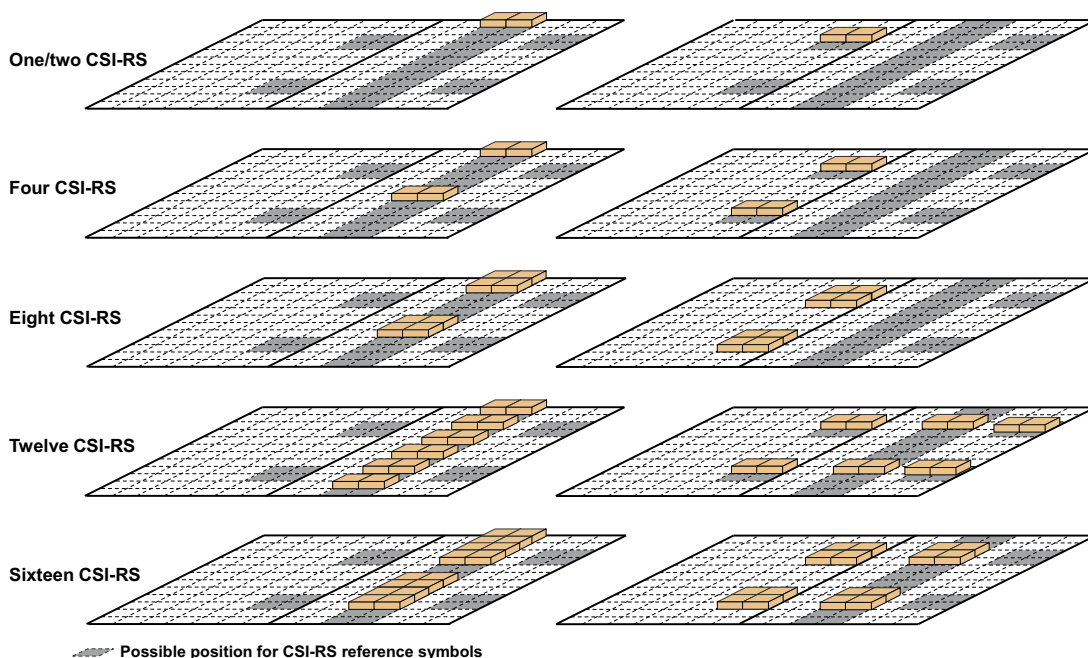 One/two CSI-RS
Four CSI-RS
Eight CSI-RS
Twelve CSI-RS
Sixteen CSI-RS
Possible position for CSI-RS reference symbols